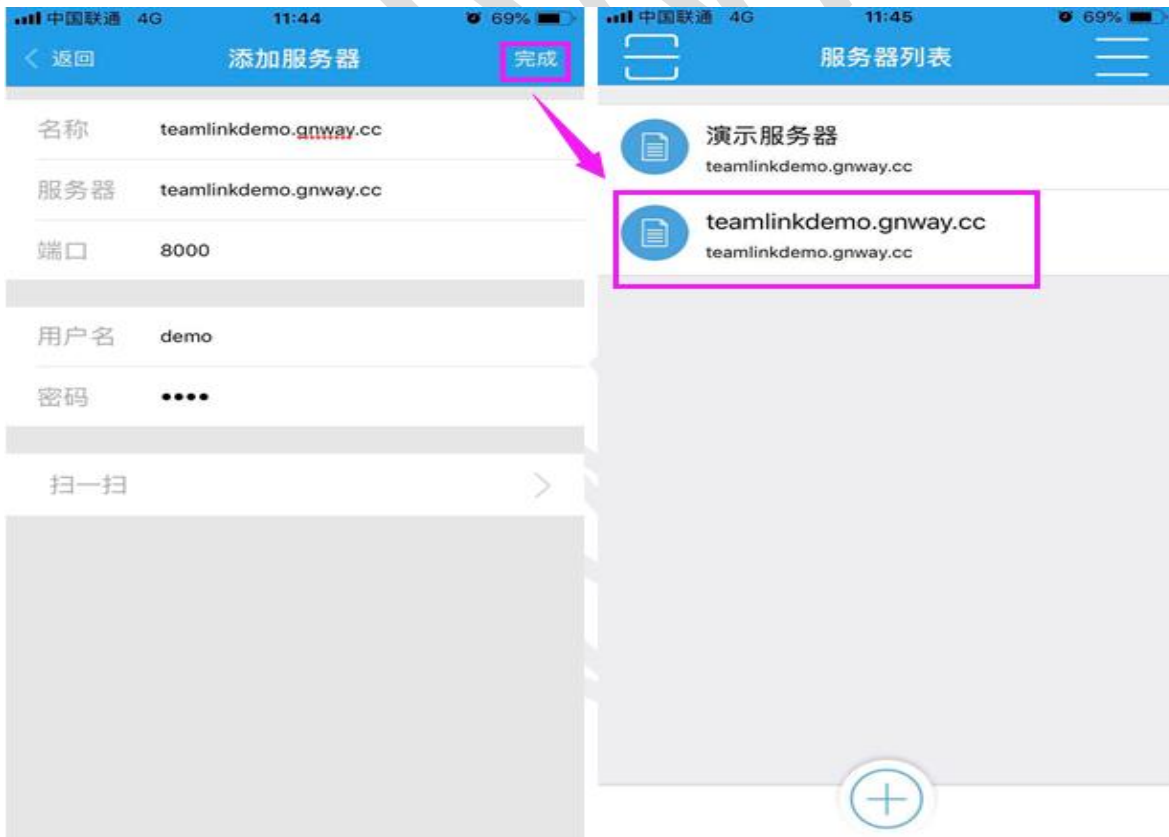 中国联通 4G 11:44 69%
返回 添加服务器 完成
名称 teamlinkdemo.gnway.cc
服务器 teamlinkdemo.gnway.cc
端口 8000
用户名 demo
密码 ••••
扫一扫
中国联通 4G 11:45 69%
服务器列表
演示服务器
teamlinkdemo.gnway.cc
teamlinkdemo.gnway.cc
teamlinkdemo.gnway.cc